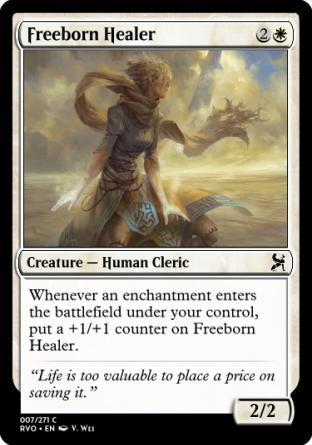 Freeborn Healer 2
Creature — Human Cleric
Whenever an enchantment enters
the battlefield under your control,
put a +1/+1 counter on Freeborn
Healer.
“Life is too valuable to place a price on
saving it.”
2/2
007/271 C
RVO • EN V. Wei